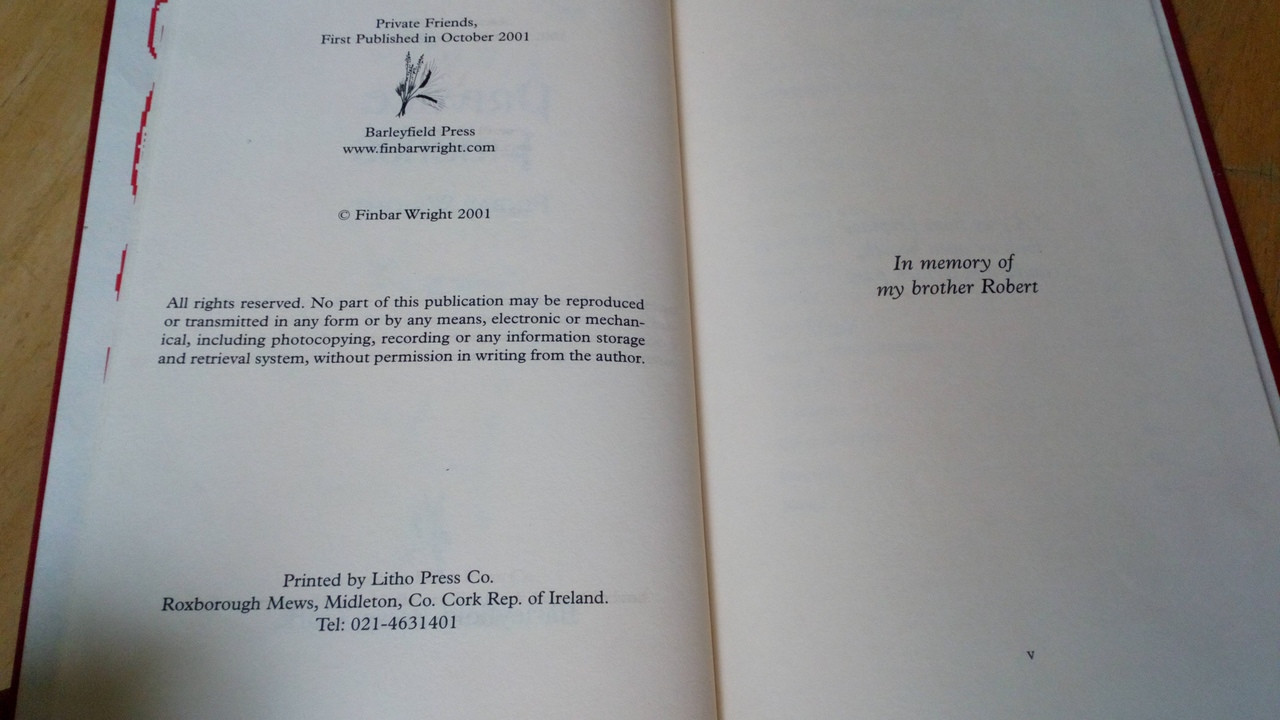 Private Friends,
First Published in October 2001
Barleyfield Press
www.finbarwright.com
© Finbar Wright 2001
All rights reserved. No part of this publication may be reproduced
or transmitted in any form or by any means, electronic or mechan-
ical, including photocopying, recording or any information storage
and retrieval system, without permission in writing from the author.
Printed by Litho Press Co.
Roxborough Mews, Midleton, Co. Cork Rep. of Ireland.
Tel: 021-4631401
In memory of
my brother Robert
v